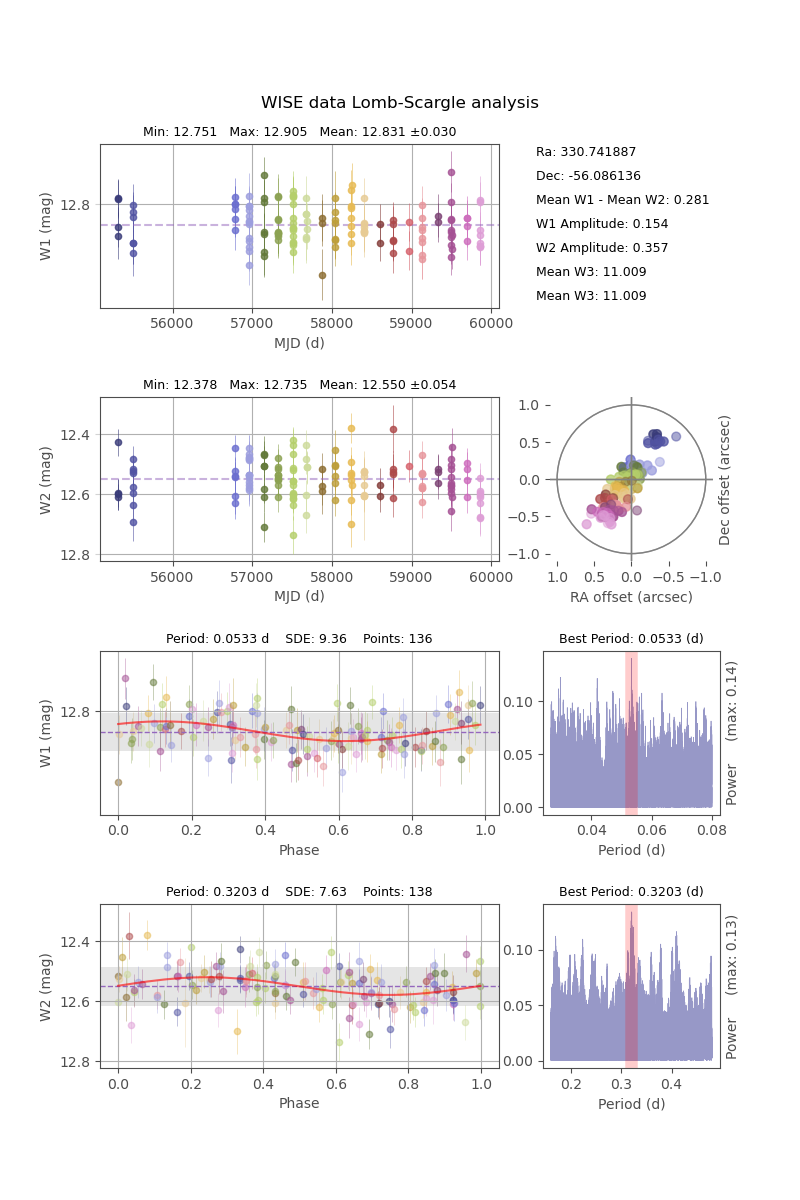 WISE data Lomb-Scargle analysis
Min: 12.751   Max: 12.905   Mean: 12.831 ±0.030
W1 (mag)
12.8
56000 57000 58000 59000 60000
MJD (d)
Ra: 330.741887
Dec: -56.086136
Mean W1 - Mean W2: 0.281
W1 Amplitude: 0.154
W2 Amplitude: 0.357
Mean W3: 11.009
Mean W3: 11.009
Min: 12.378   Max: 12.735   Mean: 12.550 ±0.054
W2 (mag)
12.4
12.6
12.8
56000 57000 58000 59000 60000
MJD (d)
1.0
0.5
0.0
−0.5
−1.0
1.0 0.5 0.0 −0.5 −1.0
RA offset (arcsec)
Dec offset (arcsec)
Period: 0.0533 d    SDE: 9.36    Points: 136
W1 (mag)
12.8
0.0 0.2 0.4 0.6 0.8 1.0
Phase
Best Period: 0.0533 (d)
0.10
0.05
0.00
0.04 0.06 0.08
Period (d)
Power     (max: 0.14)
Period: 0.3203 d    SDE: 7.63    Points: 138
W2 (mag)
12.4
12.6
12.8
0.0 0.2 0.4 0.6 0.8 1.0
Phase
Best Period: 0.3203 (d)
0.10
0.05
0.00
0.2 0.3 0.4
Period (d)
Power     (max: 0.13)